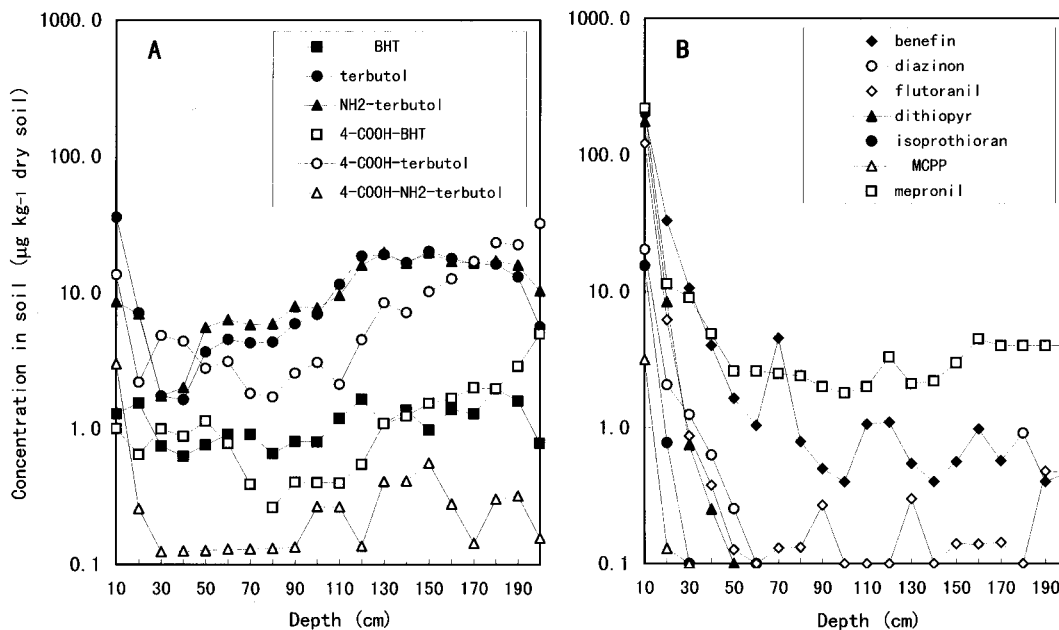 1000.0
100.0
10.0
1.0
0.1
Concentration in soil (μg kg-1 dry soil)
A
BHT
terbutol
NH2-terbutol
4-COOH-BHT
4-COOH-terbutol
4-COOH-NH2-terbutol
10 30 50 70 90 110 130 150 170 190
Depth (cm)
1000.0
100.0
10.0
1.0
0.1
B
benefin
diazinon
flutoranil
dithiopyr
isoprothioran
MCPP
mepronil
10 30 50 70 90 110 130 150 170 190
Depth (cm)